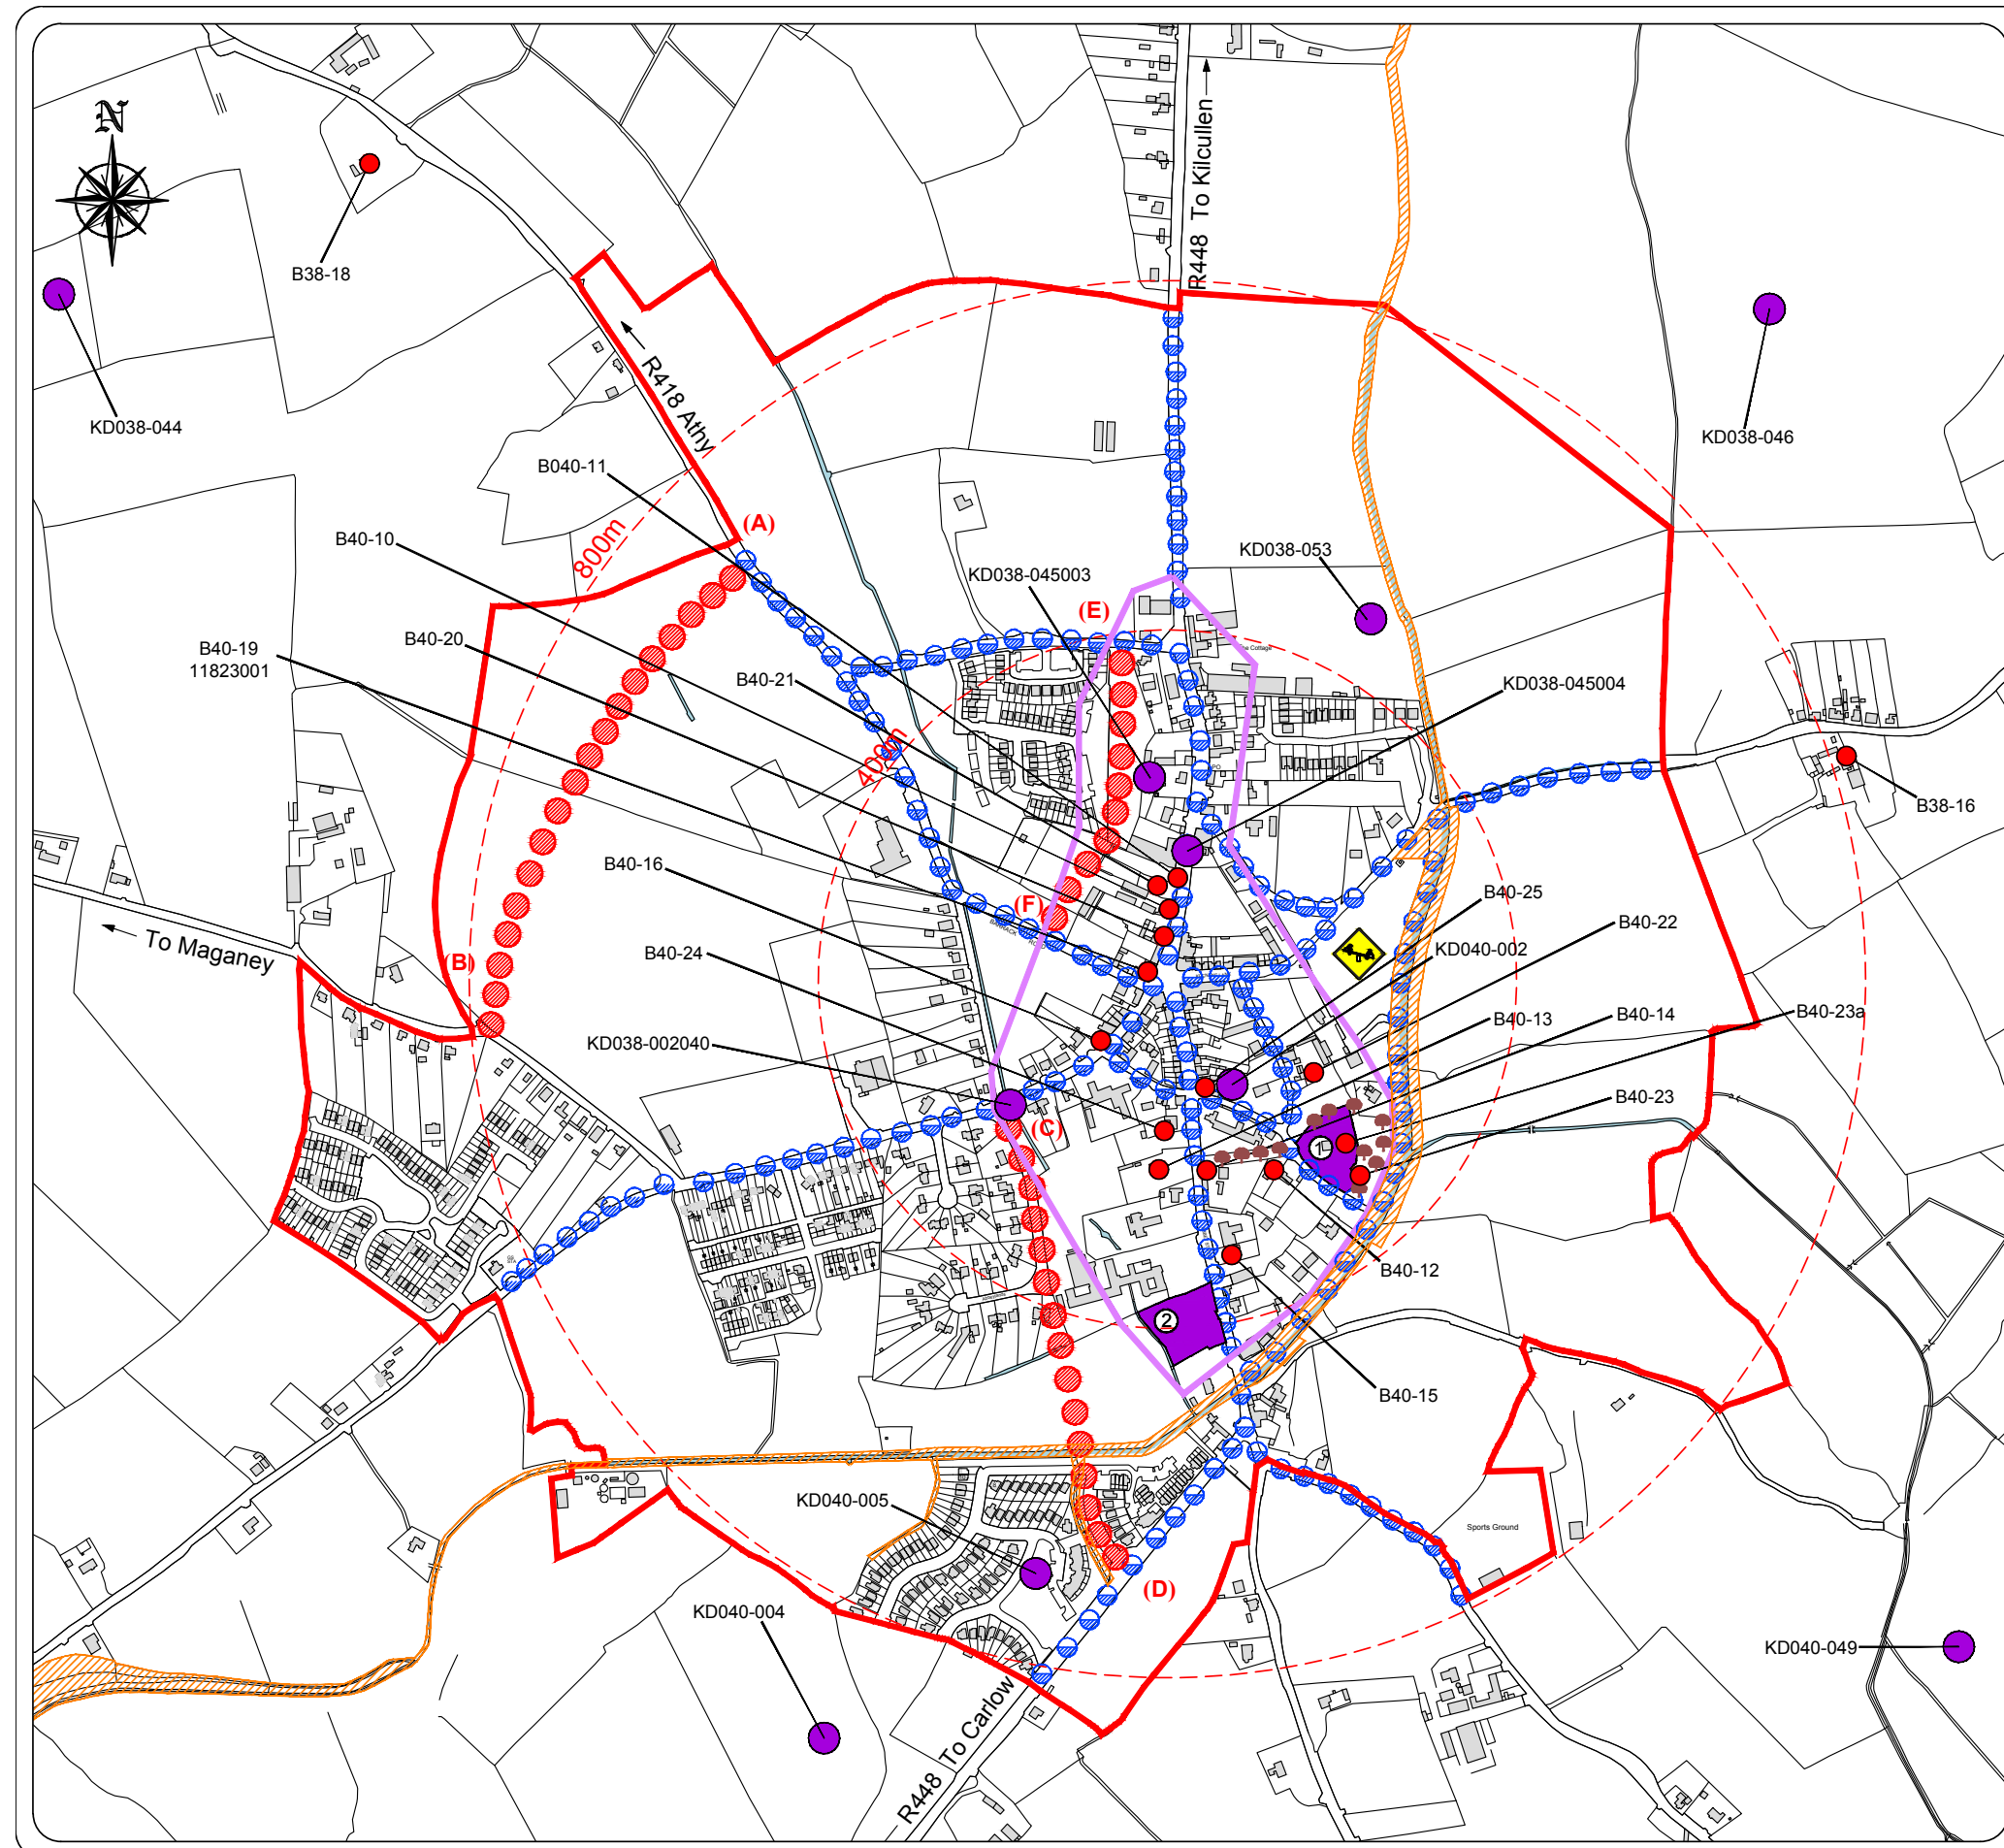 N
R448 To Kilcullen
B38-18
KD038-044
KD038-046
R418 Athy
B040-11
(A)
800m
B40-10
KD038-053
KD038-045003
(E)
B40-19
11823001
B40-20
B40-21
KD038-045004
400m
B38-16
B40-16
B40-25
(F)
B40-22
To Maganey
(B)
B40-24
KD040-002
B40-13
B40-14
B40-23a
KD038-002040
(C)
B40-23
1
B40-12
2
B40-15
KD040-005
Sports Ground
(D)
KD040-004
KD040-049
R448 To Carlow